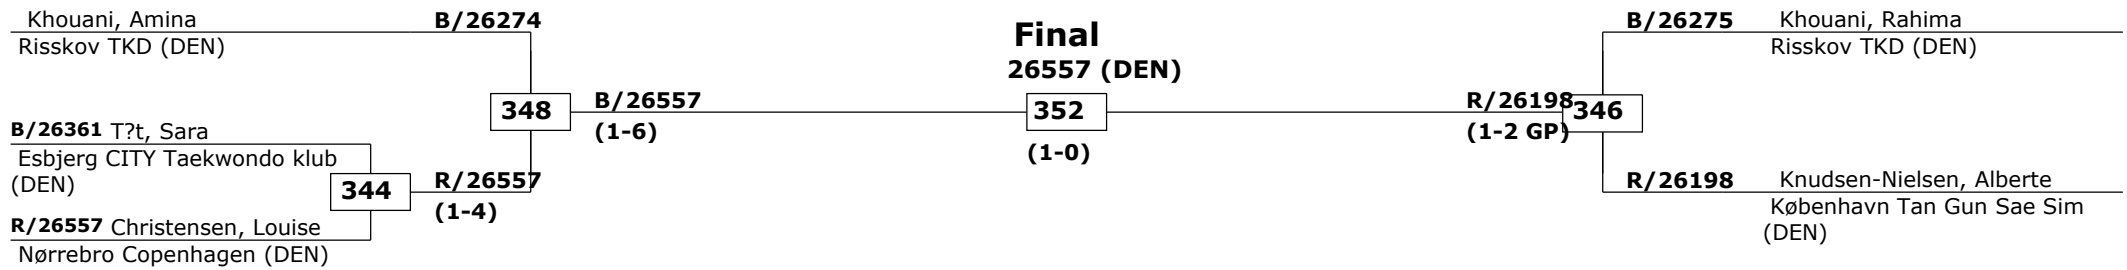 Khouani, Amina
B/26274
Risskov TKD (DEN)
Final
26557 (DEN)
B/26275
Khouani, Rahima
Risskov TKD (DEN)
348
B/26557
(1-6)
352
(1-0)
R/26198
(1-2 GP)
346
B/26361 T?t, Sara
Esbjerg CITY Taekwondo klub
(DEN)
344
R/26557
(1-4)
R/26557 Christensen, Louise
Nørrebro Copenhagen (DEN)
R/26198
Knudsen-Nielsen, Alberte
København Tan Gun Sae Sim
(DEN)